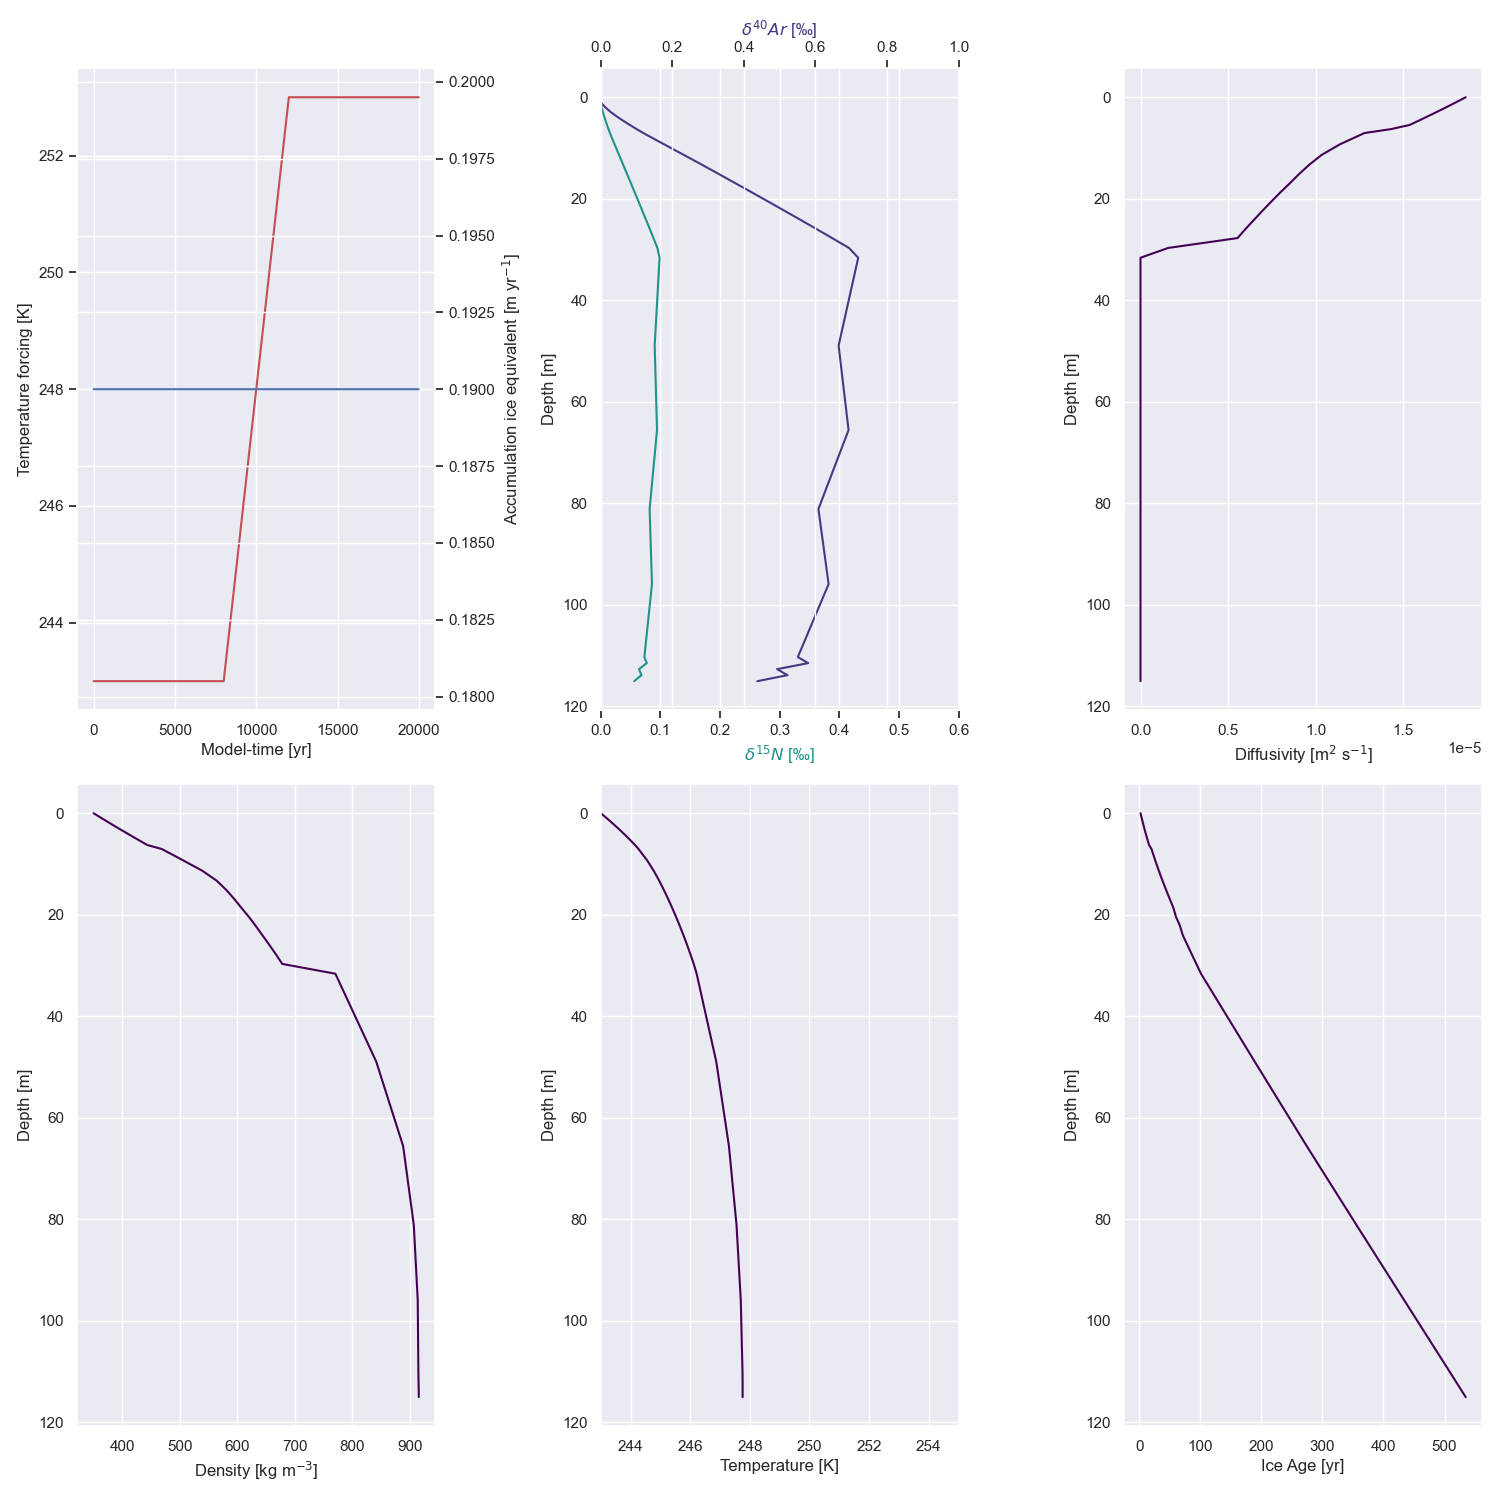 δ⁴⁰Ar [‰]
0.0 0.2 0.4 0.6 0.8 1.0
252
250
248
246
244
Temperature forcing [K]
0.2000
0.1975
0.1950
0.1925
0.1900
0.1875
0.1850
0.1825
0.1800
Accumulation ice equivalent [m yr⁻¹]
0 5000 10000 15000 20000
Model-time [yr]
0
20
40
60
80
100
120
Depth [m]
0.0 0.1 0.2 0.3 0.4 0.5 0.6
δ¹⁵N [‰]
0
20
40
60
80
100
120
Depth [m]
0.0 0.5 1.0 1.5
1e−5
Diffusivity [m² s⁻¹]
0
20
40
60
80
100
120
Depth [m]
400 500 600 700 800 900
Density [kg m⁻³]
0
20
40
60
80
100
120
Depth [m]
244 246 248 250 252 254
Temperature [K]
0
20
40
60
80
100
120
Depth [m]
0 100 200 300 400 500
Ice Age [yr]